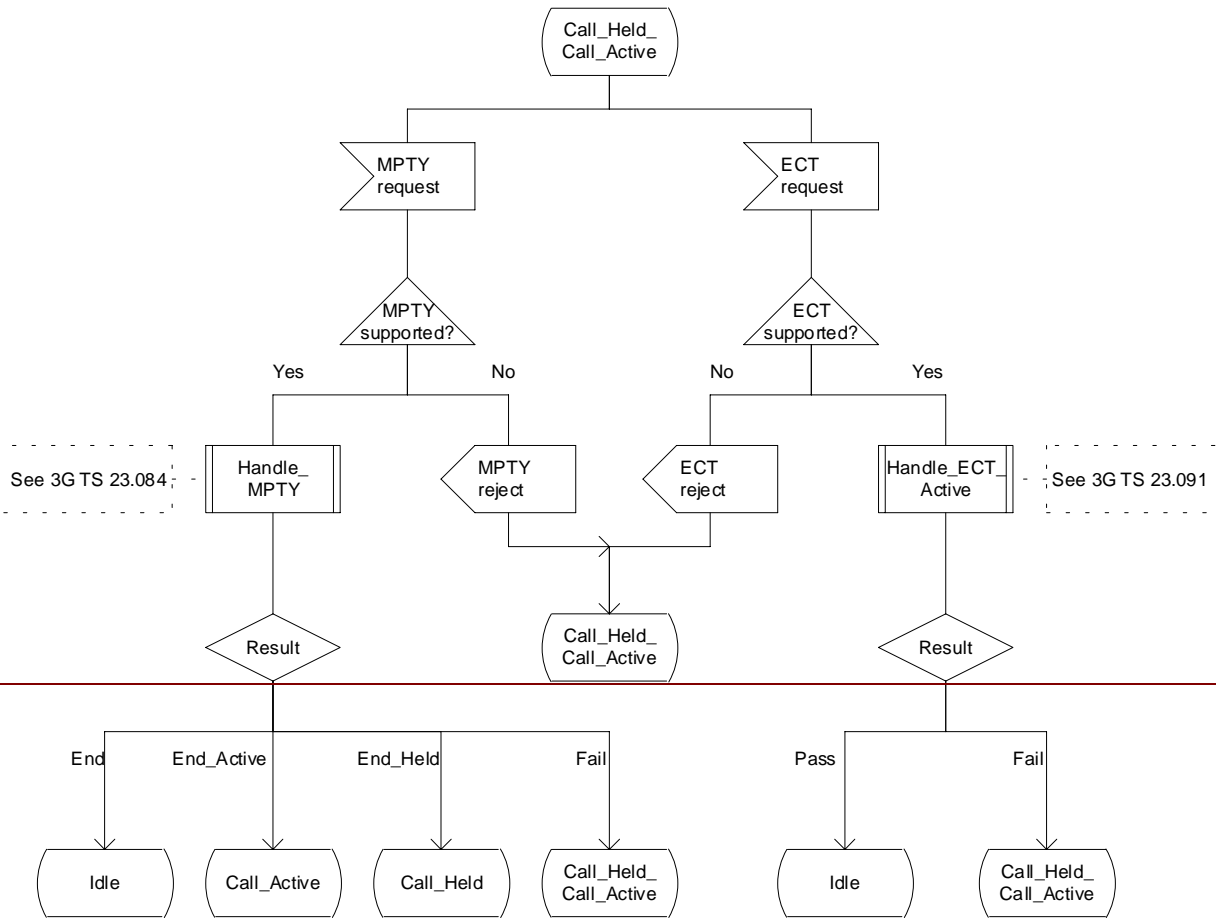 Call_Held_
Call_Active
MPTY
request
ECT
request
MPTY
supported?
ECT
supported?
Yes
No
No
Yes
See 3G TS 23.084
Handle_
MPTY
MPTY
reject
ECT
reject
Handle_ECT_
Active
See 3G TS 23.091
Result
Call_Held_
Call_Active
Result
End
End_Active
End_Held
Fail
Pass
Fail
Idle
Call_Active
Call_Held
Call_Held_
Call_Active
Idle
Call_Held_
Call_Active